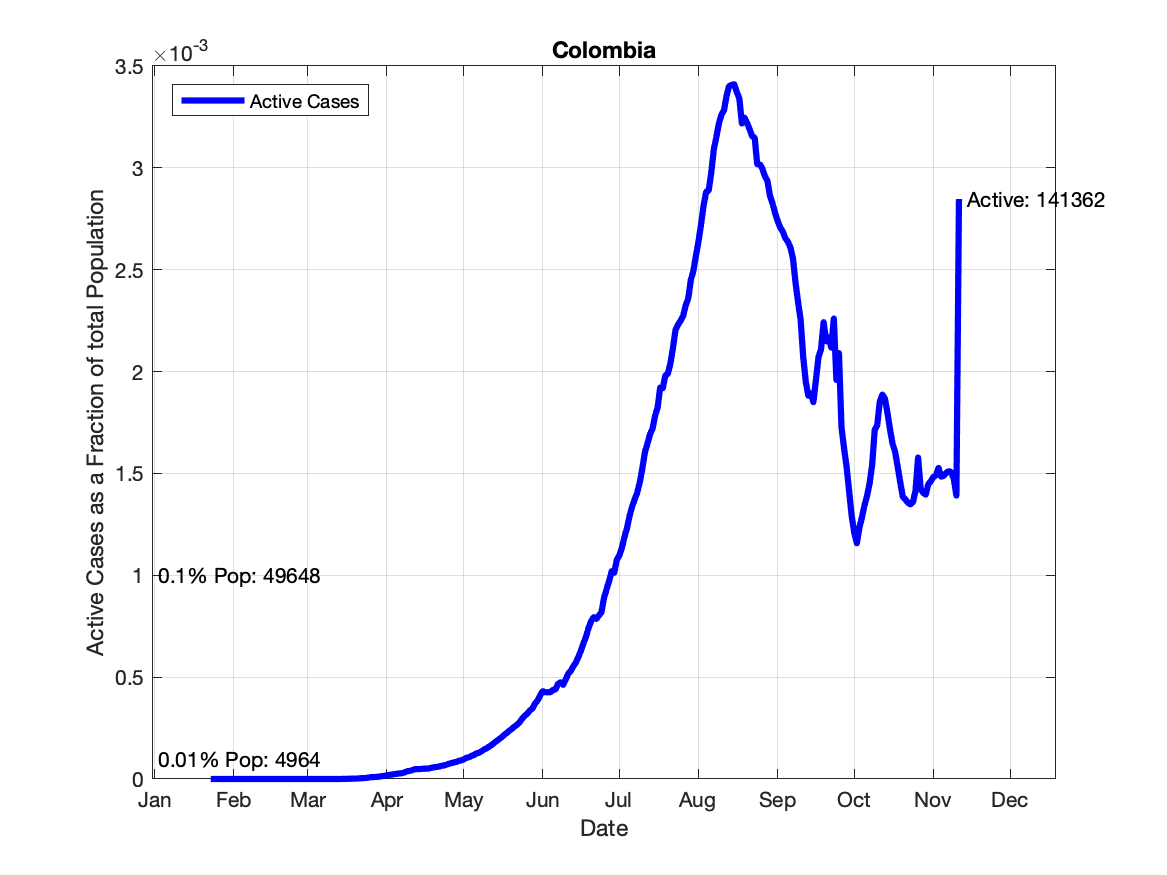 Colombia
×10-3
3.5
3
2.5
2
1.5
1
0.5
0
Active Cases
Active: 141362
0.1% Pop: 49648
0.01% Pop: 4964
Active Cases as a Fraction of total Population
Jan Feb Mar Apr May Jun Jul Aug Sep Oct Nov Dec
Date